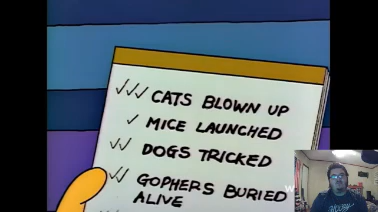 ✓✓✓ CATS BLOWN UP
✓ MICE LAUNCHED
✓✓ DOGS TRICKED
✓✓ GOPHERS BURIED
ALIVE